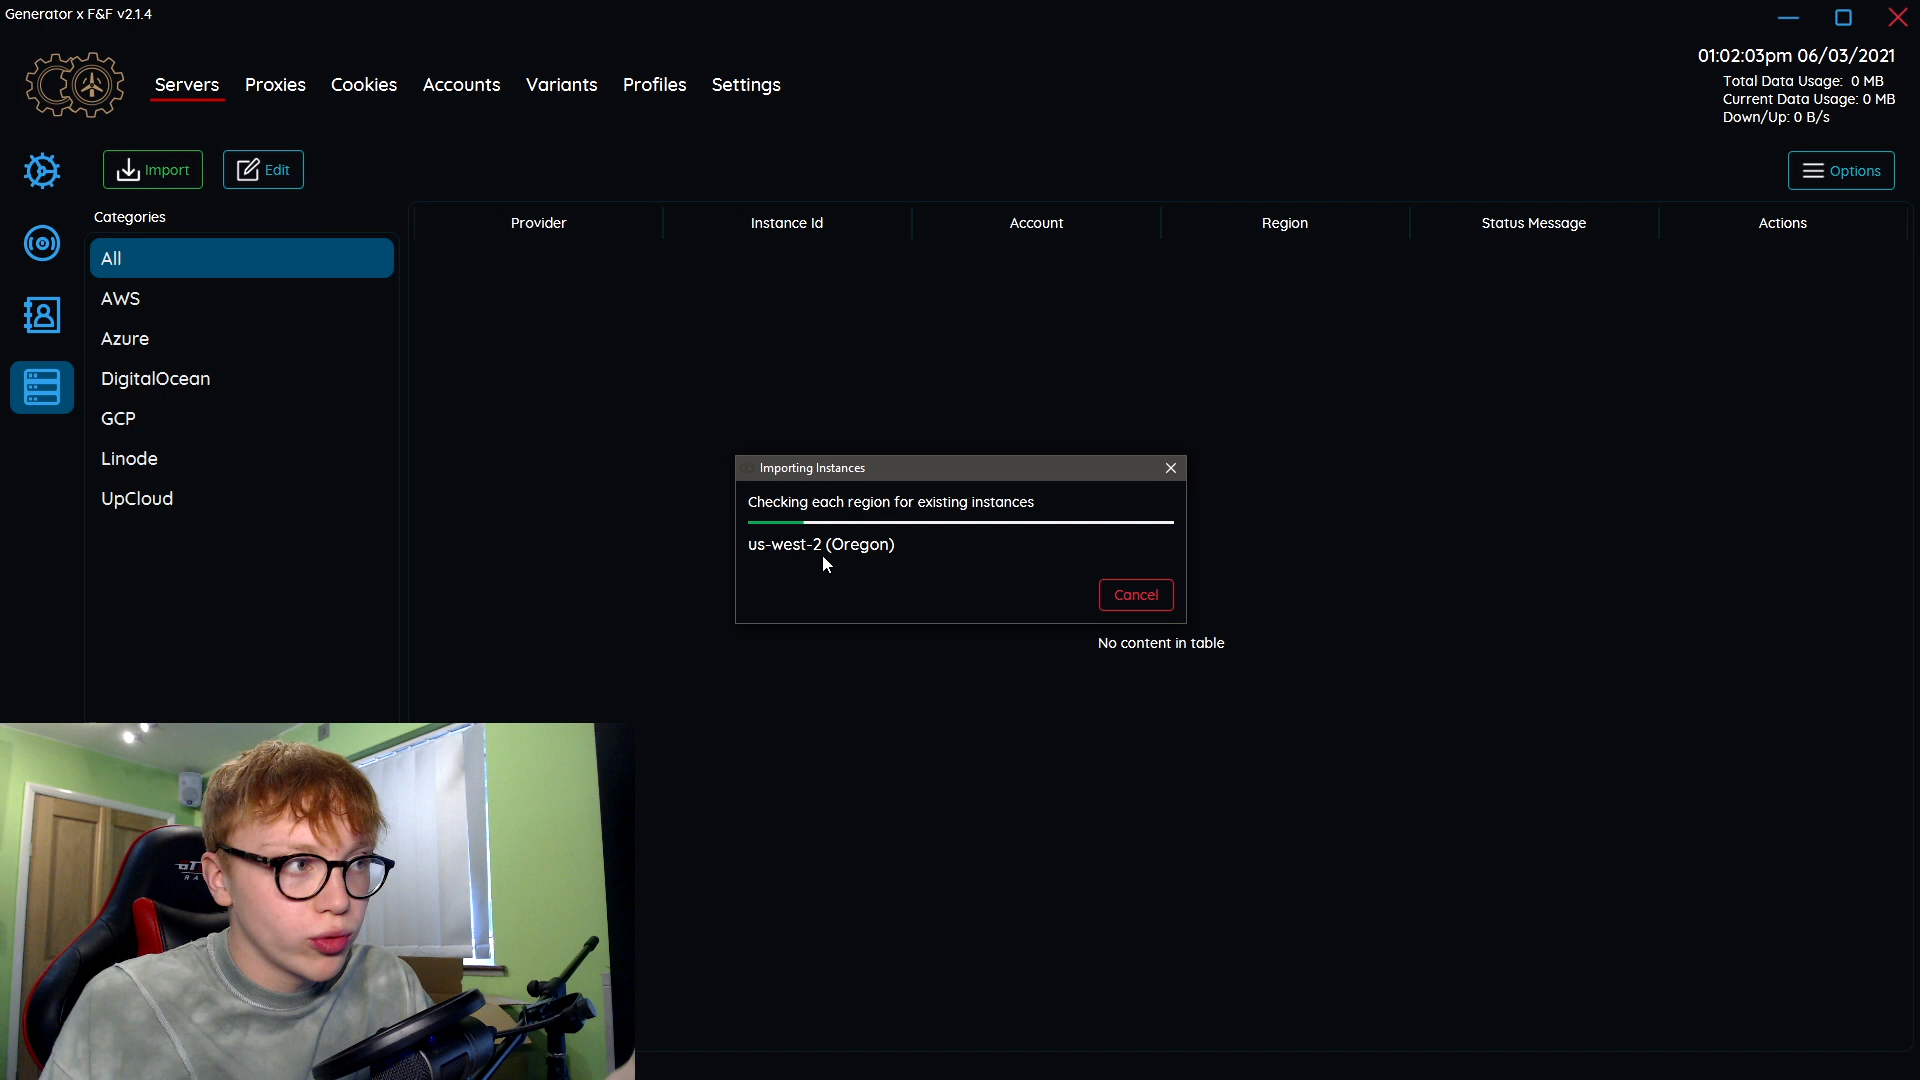 Generator x F&F v2.1.4
01:02:03pm 06/03/2021
Total Data Usage: 0 MB
Current Data Usage: 0 MB
Down/Up: 0 B/s
Servers Proxies Cookies Accounts Variants Profiles Settings
Import Edit Options
Categories
All
AWS
Azure
DigitalOcean
GCP
Linode
UpCloud
Provider Instance Id Account Region Status Message Actions
Importing Instances
Checking each region for existing instances
us-west-2 (Oregon)
Cancel
No content in table